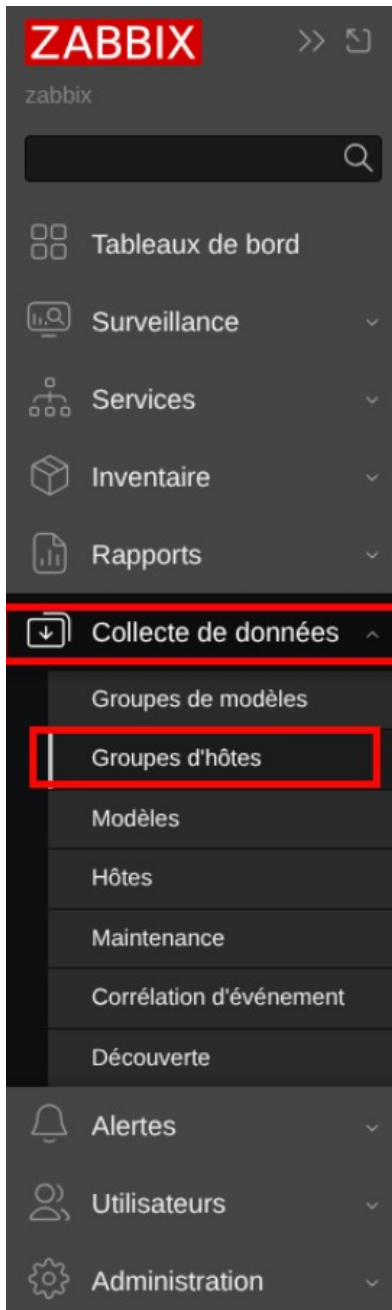 ZABBIX
zabbix
Tableaux de bord
Surveillance
Services
Inventaire
Rapports
Collecte de données
Groupes de modèles
Groupes d'hôtes
Modèles
Hôtes
Maintenance
Corrélation d'événement
Découverte
Alertes
Utilisateurs
Administration